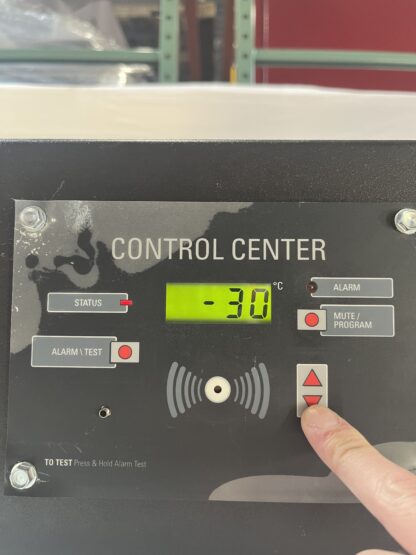 CONTROL CENTER
-30 °C
STATUS
ALARM
MUTE /
PROGRAM
ALARM \ TEST
TO TEST Press & Hold Alarm Test